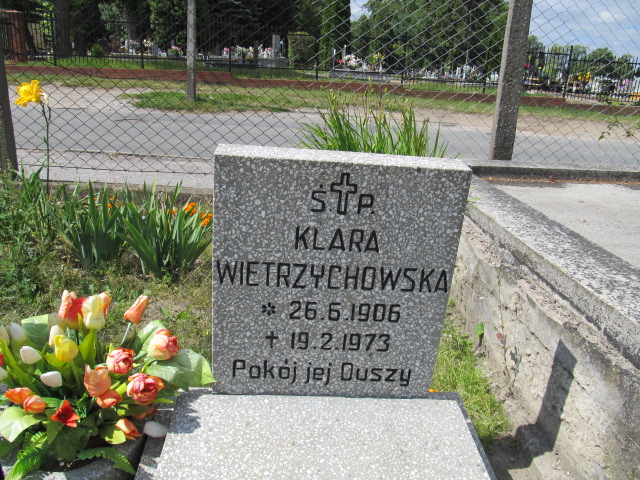 Ś.✝P.
KLARA
WIETRZYCHOWSKA
* 26.6.1906
✝ 19.2.1973
Pokój jej Duszy